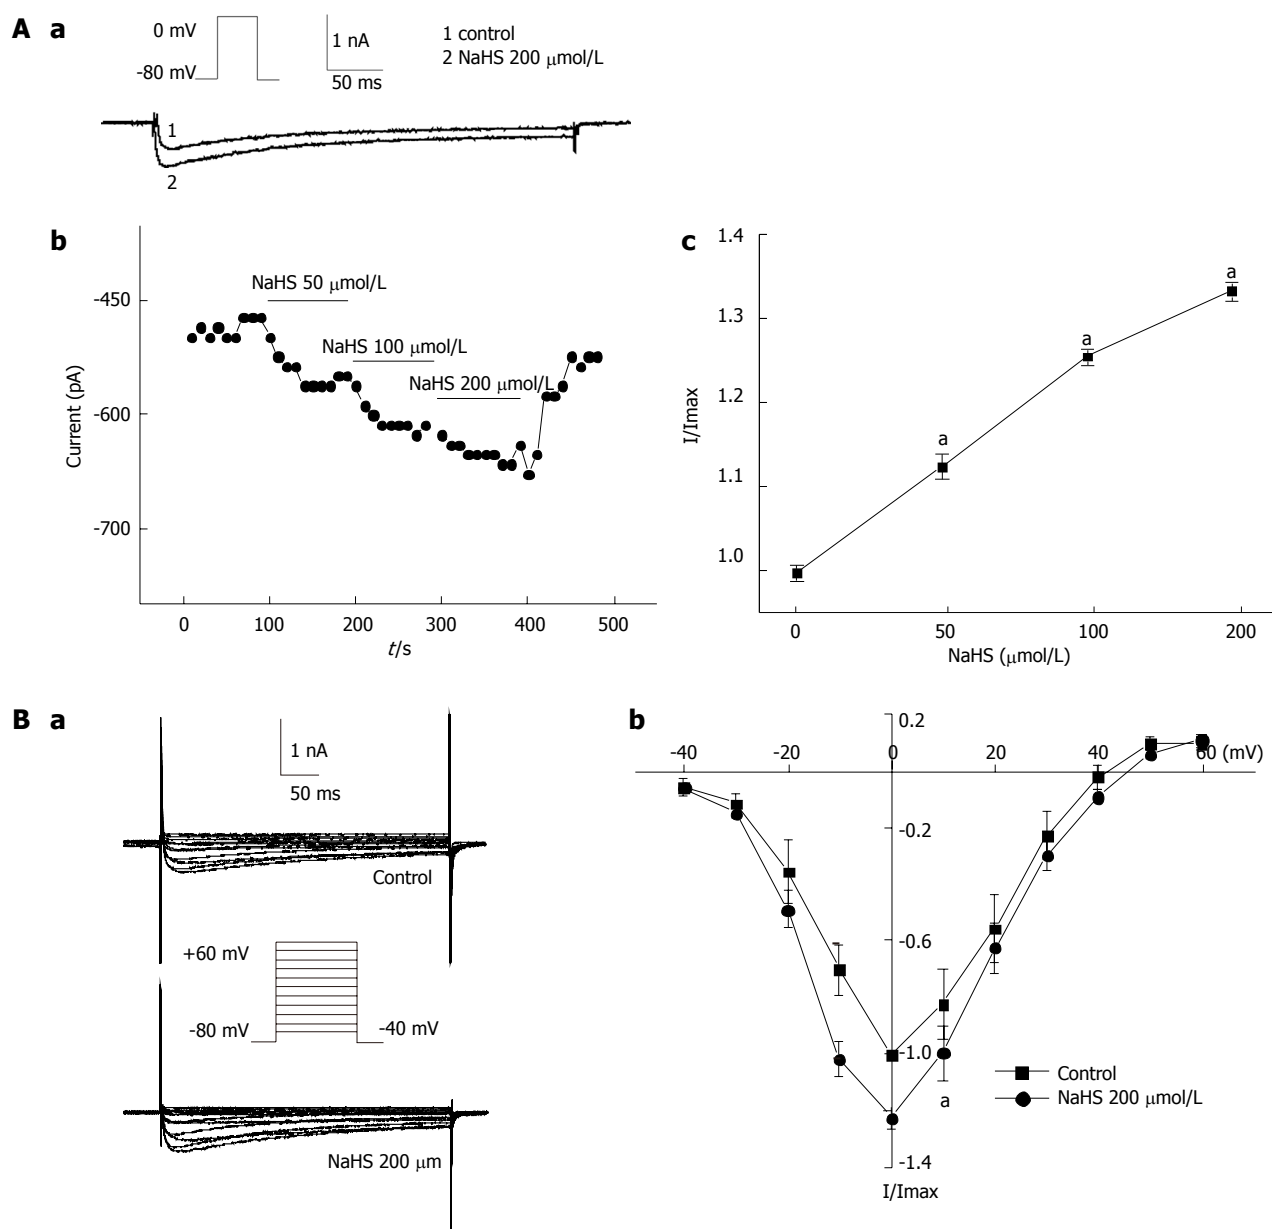 A a
0 mV
-80 mV
1 nA
50 ms
1 control
2 NaHS 200 μmol/L
1
2
b
-450
-600
-700
Current (pA)
NaHS 50 μmol/L
NaHS 100 μmol/L
NaHS 200 μmol/L
0 100 200 300 400 500
t/s
c
1.4
1.3
1.2
1.1
1.0
I/Imax
a
a
a
0 50 100 200
NaHS (μmol/L)
B a
1 nA
50 ms
Control
+60 mV
-80 mV
-40 mV
NaHS 200 μm
b
0.2
-40 -20 0 20 40 60 (mV)
-0.2
-0.6
-1.0
-1.4
I/Imax
a
Control
NaHS 200 μmol/L